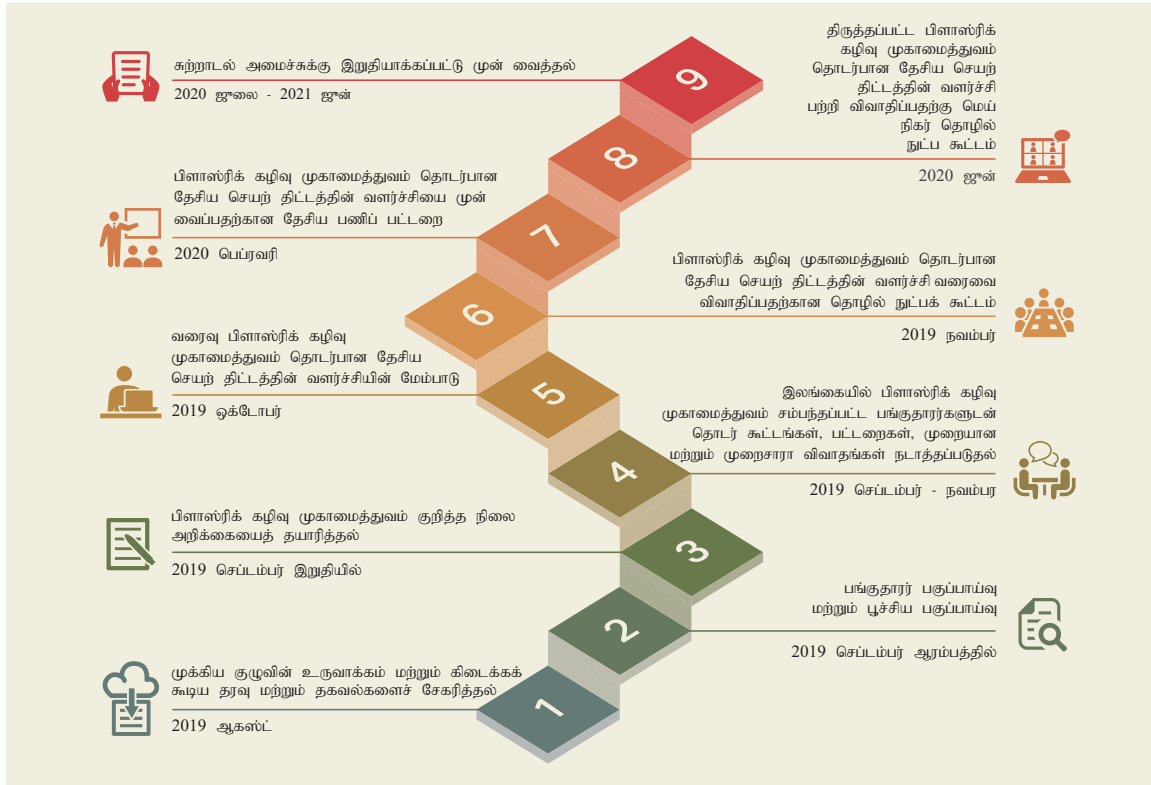 சுற்றாடல் அமைச்சுக்கு இறுதியாக்கப்பட்டு முன் வைத்தல்
2020 ஜுலை - 2021 ஜுன்
9
திருத்தப்பட்ட பிளாஸ்ரிக்
கழிவு முகாமைத்துவம்
தொடர்பான தேசிய செயற்
திட்டத்தின் வளர்ச்சி
பற்றி விவாதிப்பதற்கு மெய்
நிகர் தொழில்
நுட்ப கூட்டம்
2020 ஜுன்
8
பிளாஸ்ரிக் கழிவு முகாமைத்துவம் தொடர்பான
தேசிய செயற் திட்டத்தின் வளர்ச்சியை முன்
வைப்பதற்கான தேசிய பணிப் பட்டறை
2020 பெப்ரவரி
7
பிளாஸ்ரிக் கழிவு முகாமைத்துவம் தொடர்பான
தேசிய செயற் திட்டத்தின் வளர்ச்சி வரைவை
விவாதிப்பதற்கான தொழில் நுட்பக் கூட்டம்
2019 நவம்பர்
6
வரைவு பிளாஸ்ரிக் கழிவு
முகாமைத்துவம் தொடர்பான தேசிய
செயற் திட்டத்தின் வளர்ச்சியின் மேம்பாடு
2019 ஒக்டோபர்
5
இலங்கையில் பிளாஸ்ரிக் கழிவு
முகாமைத்துவம் சம்பந்தப்பட்ட பங்குதாரர்களுடன்
தொடர் கூட்டங்கள், பட்டறைகள், முறையான
மற்றும் முறைசாரா விவாதங்கள் நடாத்தப்படுதல்
2019 செப்டம்பர் - நவம்பர
4
பிளாஸ்ரிக் கழிவு முகாமைத்துவம் குறித்த நிலை
அறிக்கையைத் தயாரித்தல்
2019 செப்டம்பர் இறுதியில்
3
பங்குதாரர் பகுப்பாய்வு
மற்றும் பூச்சிய பகுப்பாய்வு
2019 செப்டம்பர் ஆரம்பத்தில்
2
முக்கிய குழுவின் உருவாக்கம் மற்றும் கிடைக்கக்
கூடிய தரவு மற்றும் தகவல்களைச் சேகரித்தல்
2019 ஆகஸ்ட்
1